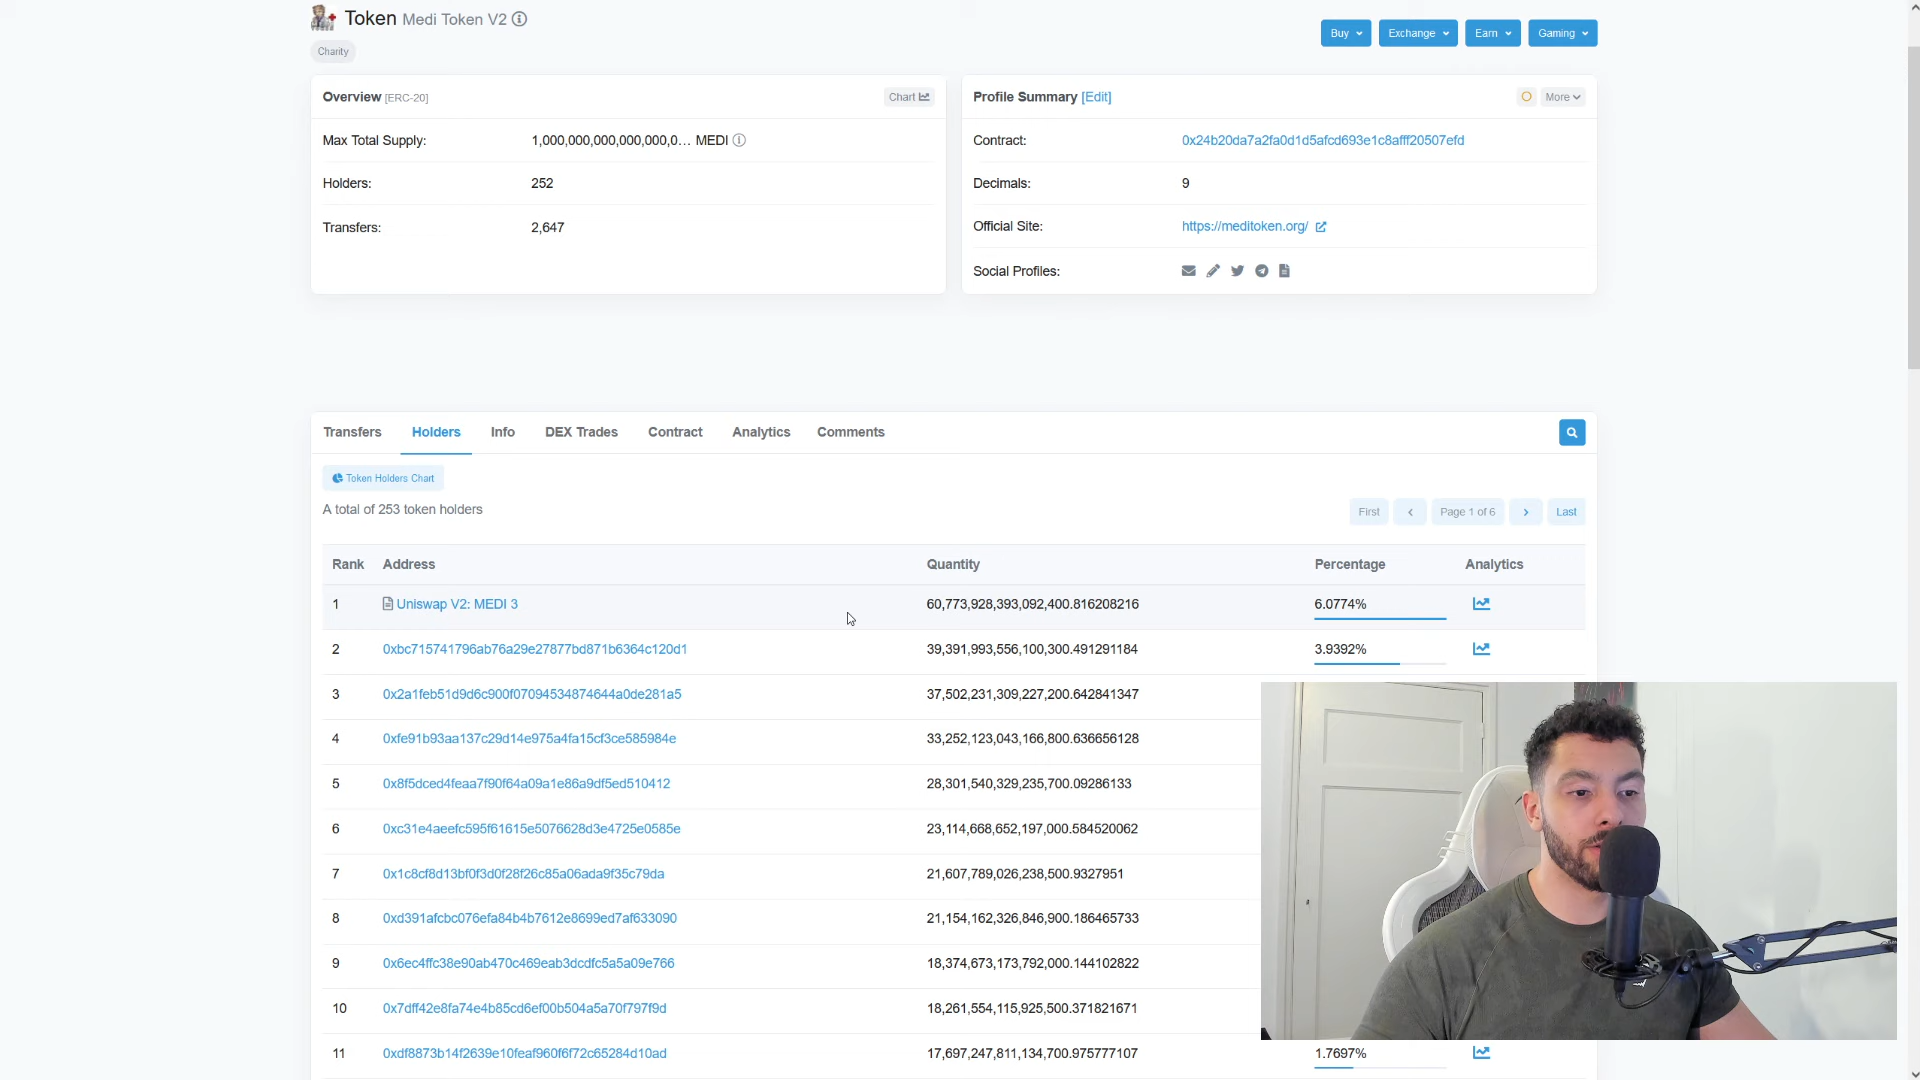 Token Medi Token V2
Charity
Buy
Exchange
Earn
Gaming
Overview [ERC-20]
Chart
Max Total Supply: 1,000,000,000,000,000,0... MEDI
Holders: 252
Transfers: 2,647
Profile Summary [Edit]
More
Contract: 0x24b20da7a2fa0d1d5afcd693e1c8afff20507efd
Decimals: 9
Official Site: https://meditoken.org/
Social Profiles:
Transfers Holders Info DEX Trades Contract Analytics Comments
Token Holders Chart
A total of 253 token holders
First Page 1 of 6 Last
Rank Address Quantity Percentage Analytics
1 Uniswap V2: MEDI 3 60,773,928,393,092,400.816208216 6.0774%
2 0xbc715741796ab76a29e27877bd871b6364c120d1 39,391,993,556,100,300.491291184 3.9392%
3 0x2a1feb51d9d6c900f07094534874644a0de281a5 37,502,231,309,227,200.642841347
4 0xfe91b93aa137c29d14e975a4fa15cf3ce585984e 33,252,123,043,166,800.636656128
5 0x8f5dced4feaa7f90f64a09a1e86a9df5ed510412 28,301,540,329,235,700.09286133
6 0xc31e4aeefc595f61615e5076628d3e4725e0585e 23,114,668,652,197,000.584520062
7 0x1c8cf8d13bf0f3d0f28f26c85a06ada9f35c79da 21,607,789,026,238,500.9327951
8 0xd391afcbc076efa84b4b7612e8699ed7af633090 21,154,162,326,846,900.186465733
9 0x6ec4ffc38e90ab470c469eab3dcdfc5a5a09e766 18,374,673,173,792,000.144102822
10 0x7dff42e8fa74e4b85cd6ef00b504a5a70f797f9d 18,261,554,115,925,500.371821671
11 0xdf8873b14f2639e10feaf960f6f72c65284d10ad 17,697,247,811,134,700.975777107 1.7697%